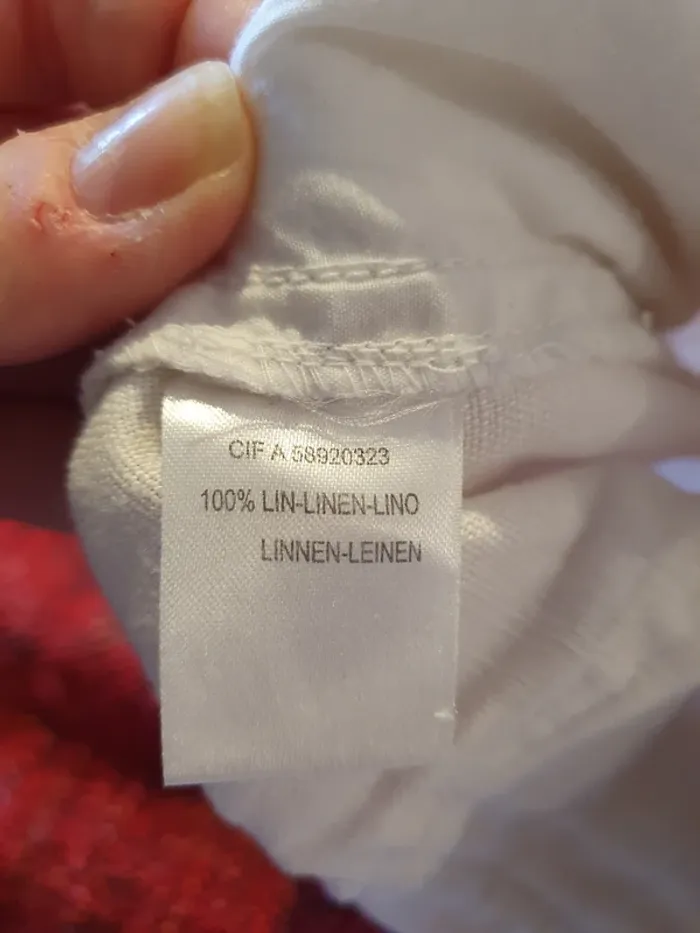 CIF A 58920323
100% LIN-LINEN-LINO
LINNEN-LEINEN